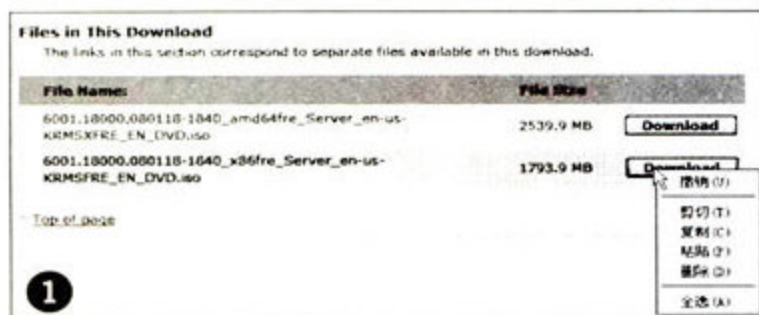 Files in This Download
The links in this section correspond to separate files available in this download.
File Name: File Size
6001.18000.080118-1840_amd64fre_Server_en-us-
KRMSXFRE_EN_DVD.iso
2539.9 MB Download
6001.18000.080118-1840_x86fre_Server_en-us-
KRMSFRE_EN_DVD.iso
1793.9 MB Download
撤销(U)
剪切(T)
复制(C)
粘贴(P)
删除(D)
全选(A)
Top of page
1